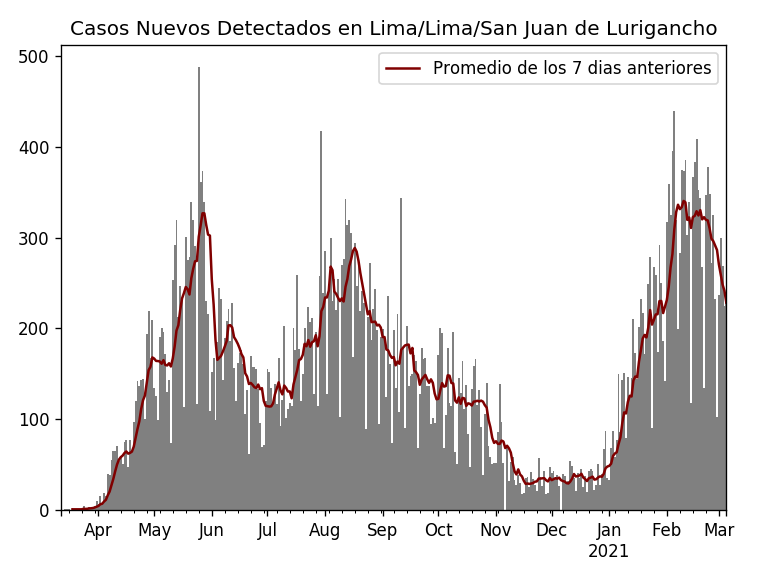 Casos Nuevos Detectados en Lima/Lima/San Juan de Lurigancho
Promedio de los 7 dias anteriores
500
400
300
200
100
0
Apr May Jun Jul Aug Sep Oct Nov Dec Jan Feb Mar
2021